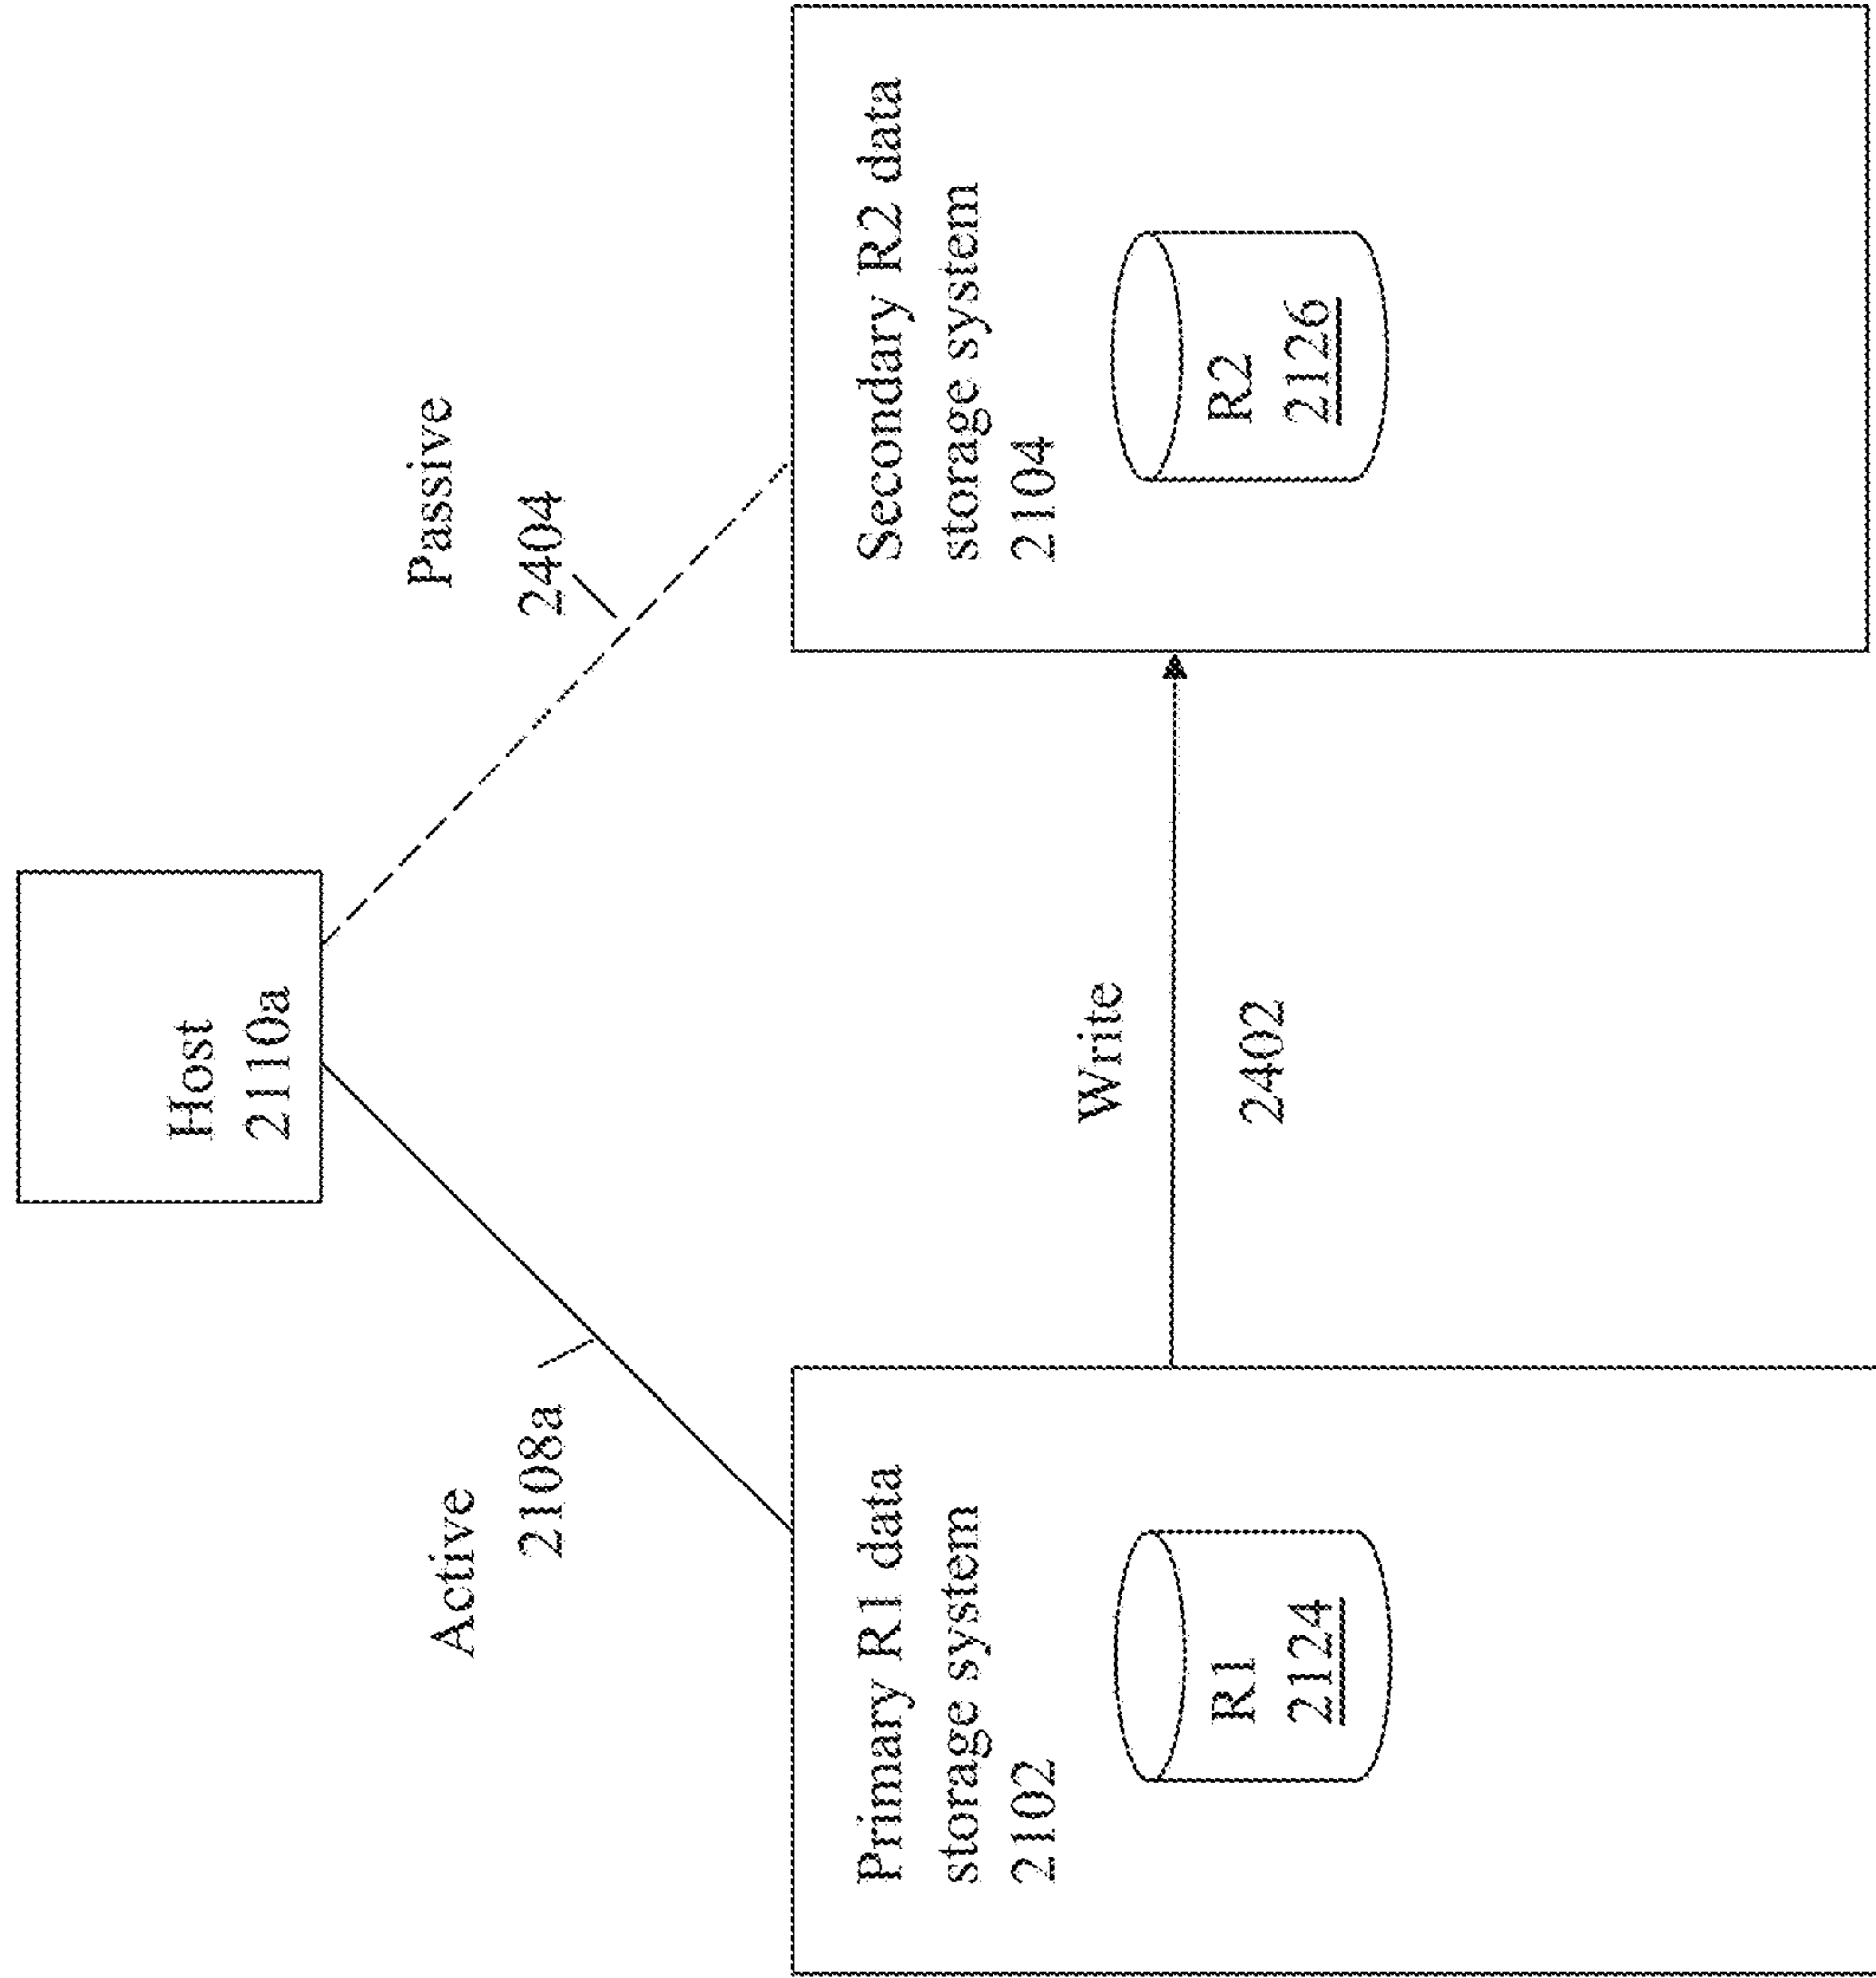 Host
2110a
Active
2108a
Passive
2404
Primary R1 data
storage system
2102
R1
2124
Write
2402
Secondary R2 data
storage system
2104
R2
2126